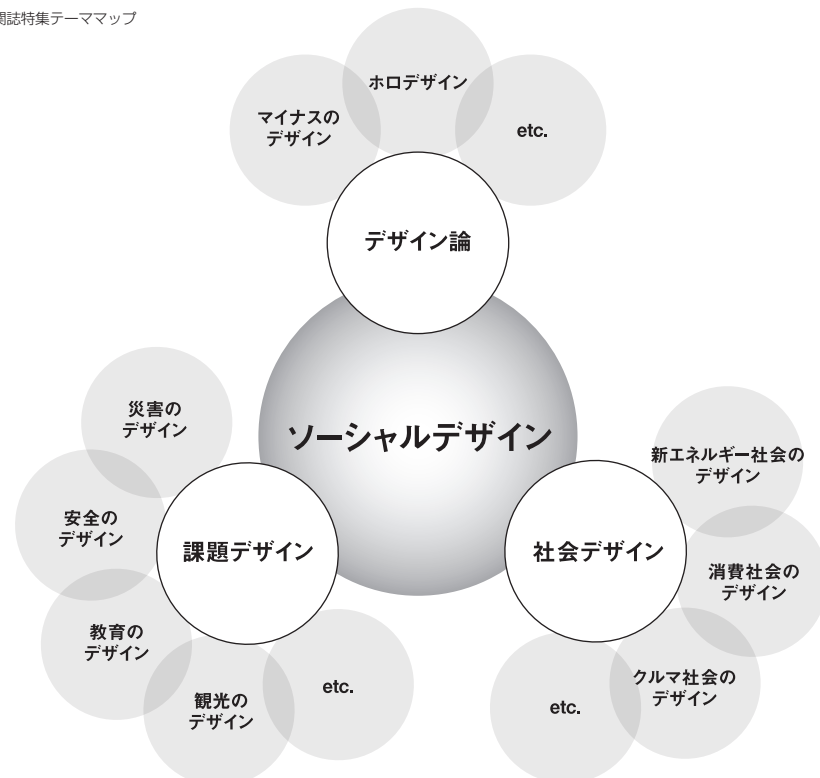 関誌特集テーママップ
ホロデザイン
マイナスの
デザイン
etc.
デザイン論
ソーシャルデザイン
災害の
デザイン
安全の
デザイン
課題デザイン
教育の
デザイン
観光の
デザイン
etc.
新エネルギー社会の
デザイン
社会デザイン
消費社会の
デザイン
クルマ社会の
デザイン
etc.